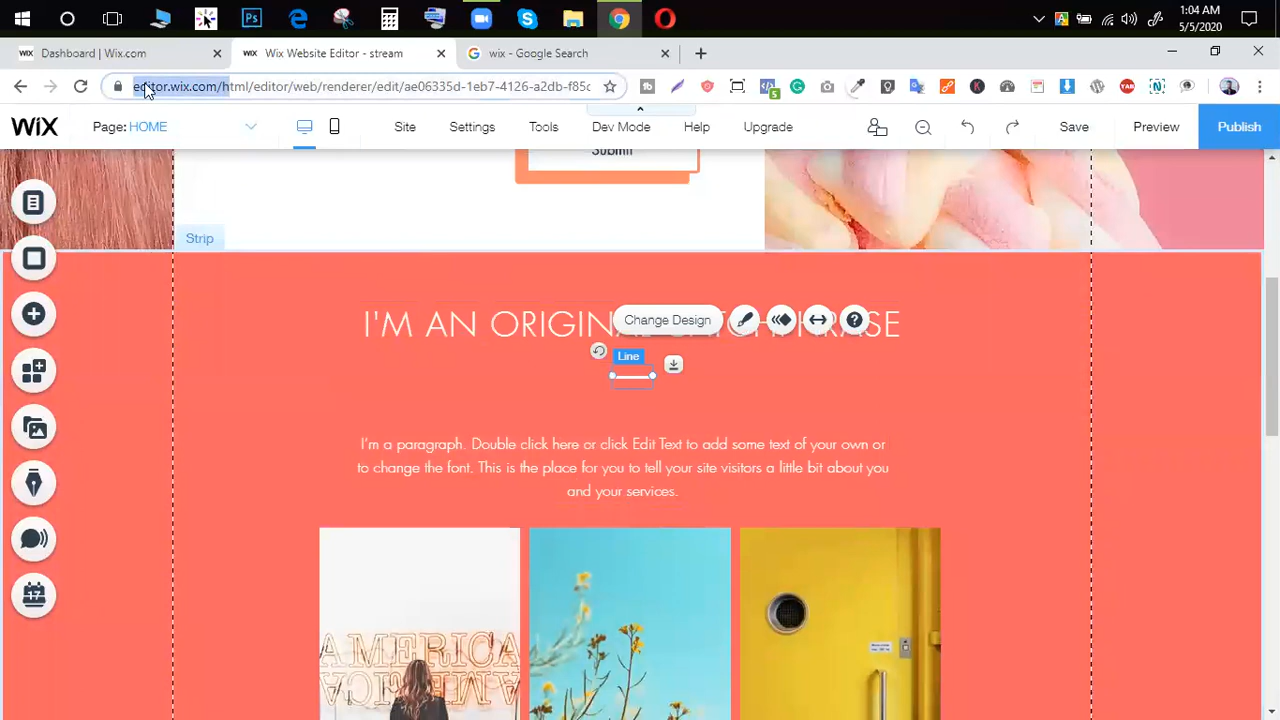 1:04 AM
5/5/2020
Dashboard | Wix.com
Wix Website Editor - stream
wix - Google Search
editor.wix.com/html/editor/web/renderer/edit/ae06335d-1eb7-4126-a2db-f85c
WiX
Page: HOME
Site
Settings
Tools
Dev Mode
Help
Upgrade
Save
Preview
Publish
Submit
Strip
Change Design
I'M AN ORIGINAL CATCHPHRASE
Line
I'm a paragraph. Double click here or click Edit Text to add some text of your own or
to change the font. This is the place for you to tell your site visitors a little bit about you
and your services.
17
AMERICA